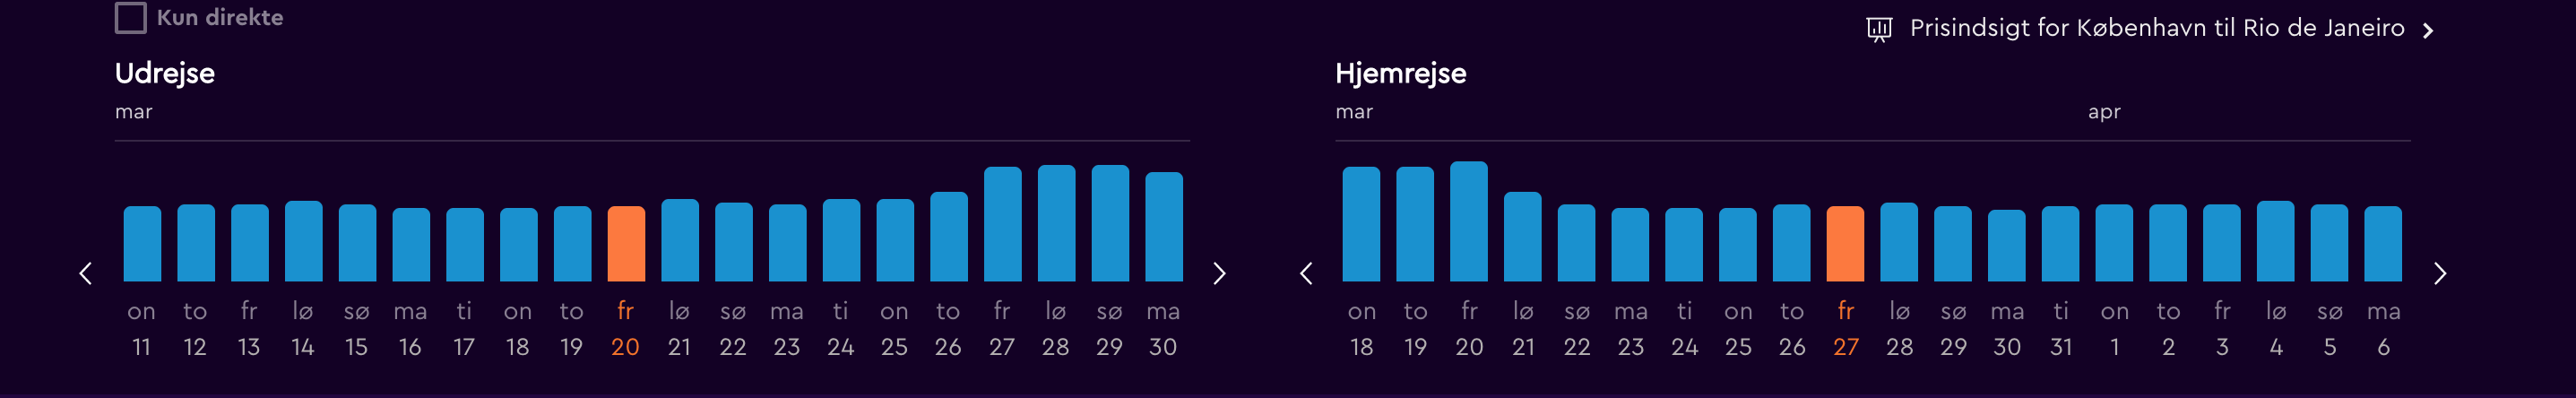 Kun direkte
Prisindsigt for København til Rio de Janeiro
Udrejse
mar
on to fr lø sø ma ti on to fr lø sø ma ti on to fr lø sø ma
11 12 13 14 15 16 17 18 19 20 21 22 23 24 25 26 27 28 29 30
Hjemrejse
mar apr
on to fr lø sø ma ti on to fr lø sø ma ti on to fr lø sø ma
18 19 20 21 22 23 24 25 26 27 28 29 30 31 1 2 3 4 5 6